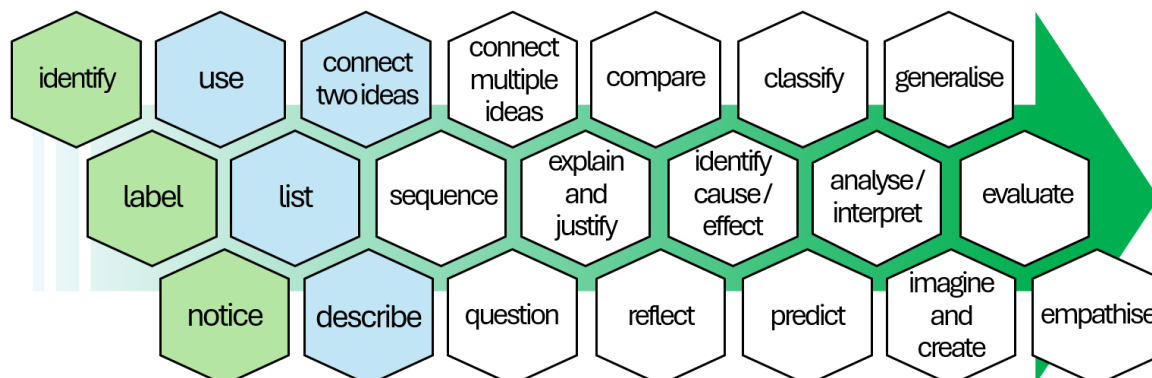 identify
use
connect
two ideas
connect
multiple
ideas
compare
classify
generalise
label
list
sequence
explain
and
justify
identify
cause /
effect
analyse /
interpret
evaluate
notice
describe
question
reflect
predict
imagine
and
create
empathise